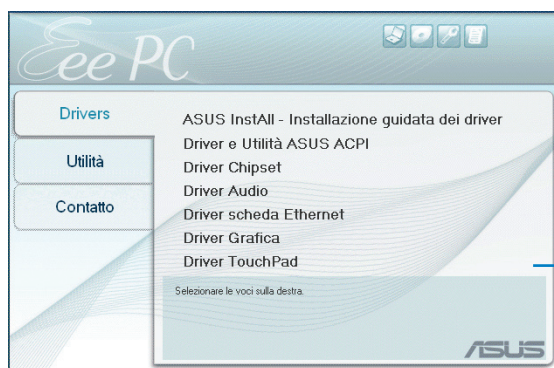 Eee PC
Drivers
Utilità
Contatto
ASUS InstAll - Installazione guidata dei driver
Driver e Utilità ASUS ACPI
Driver Chipset
Driver Audio
Driver scheda Ethernet
Driver Grafica
Driver TouchPad
Selezionare le voci sulla destra.
ASUS